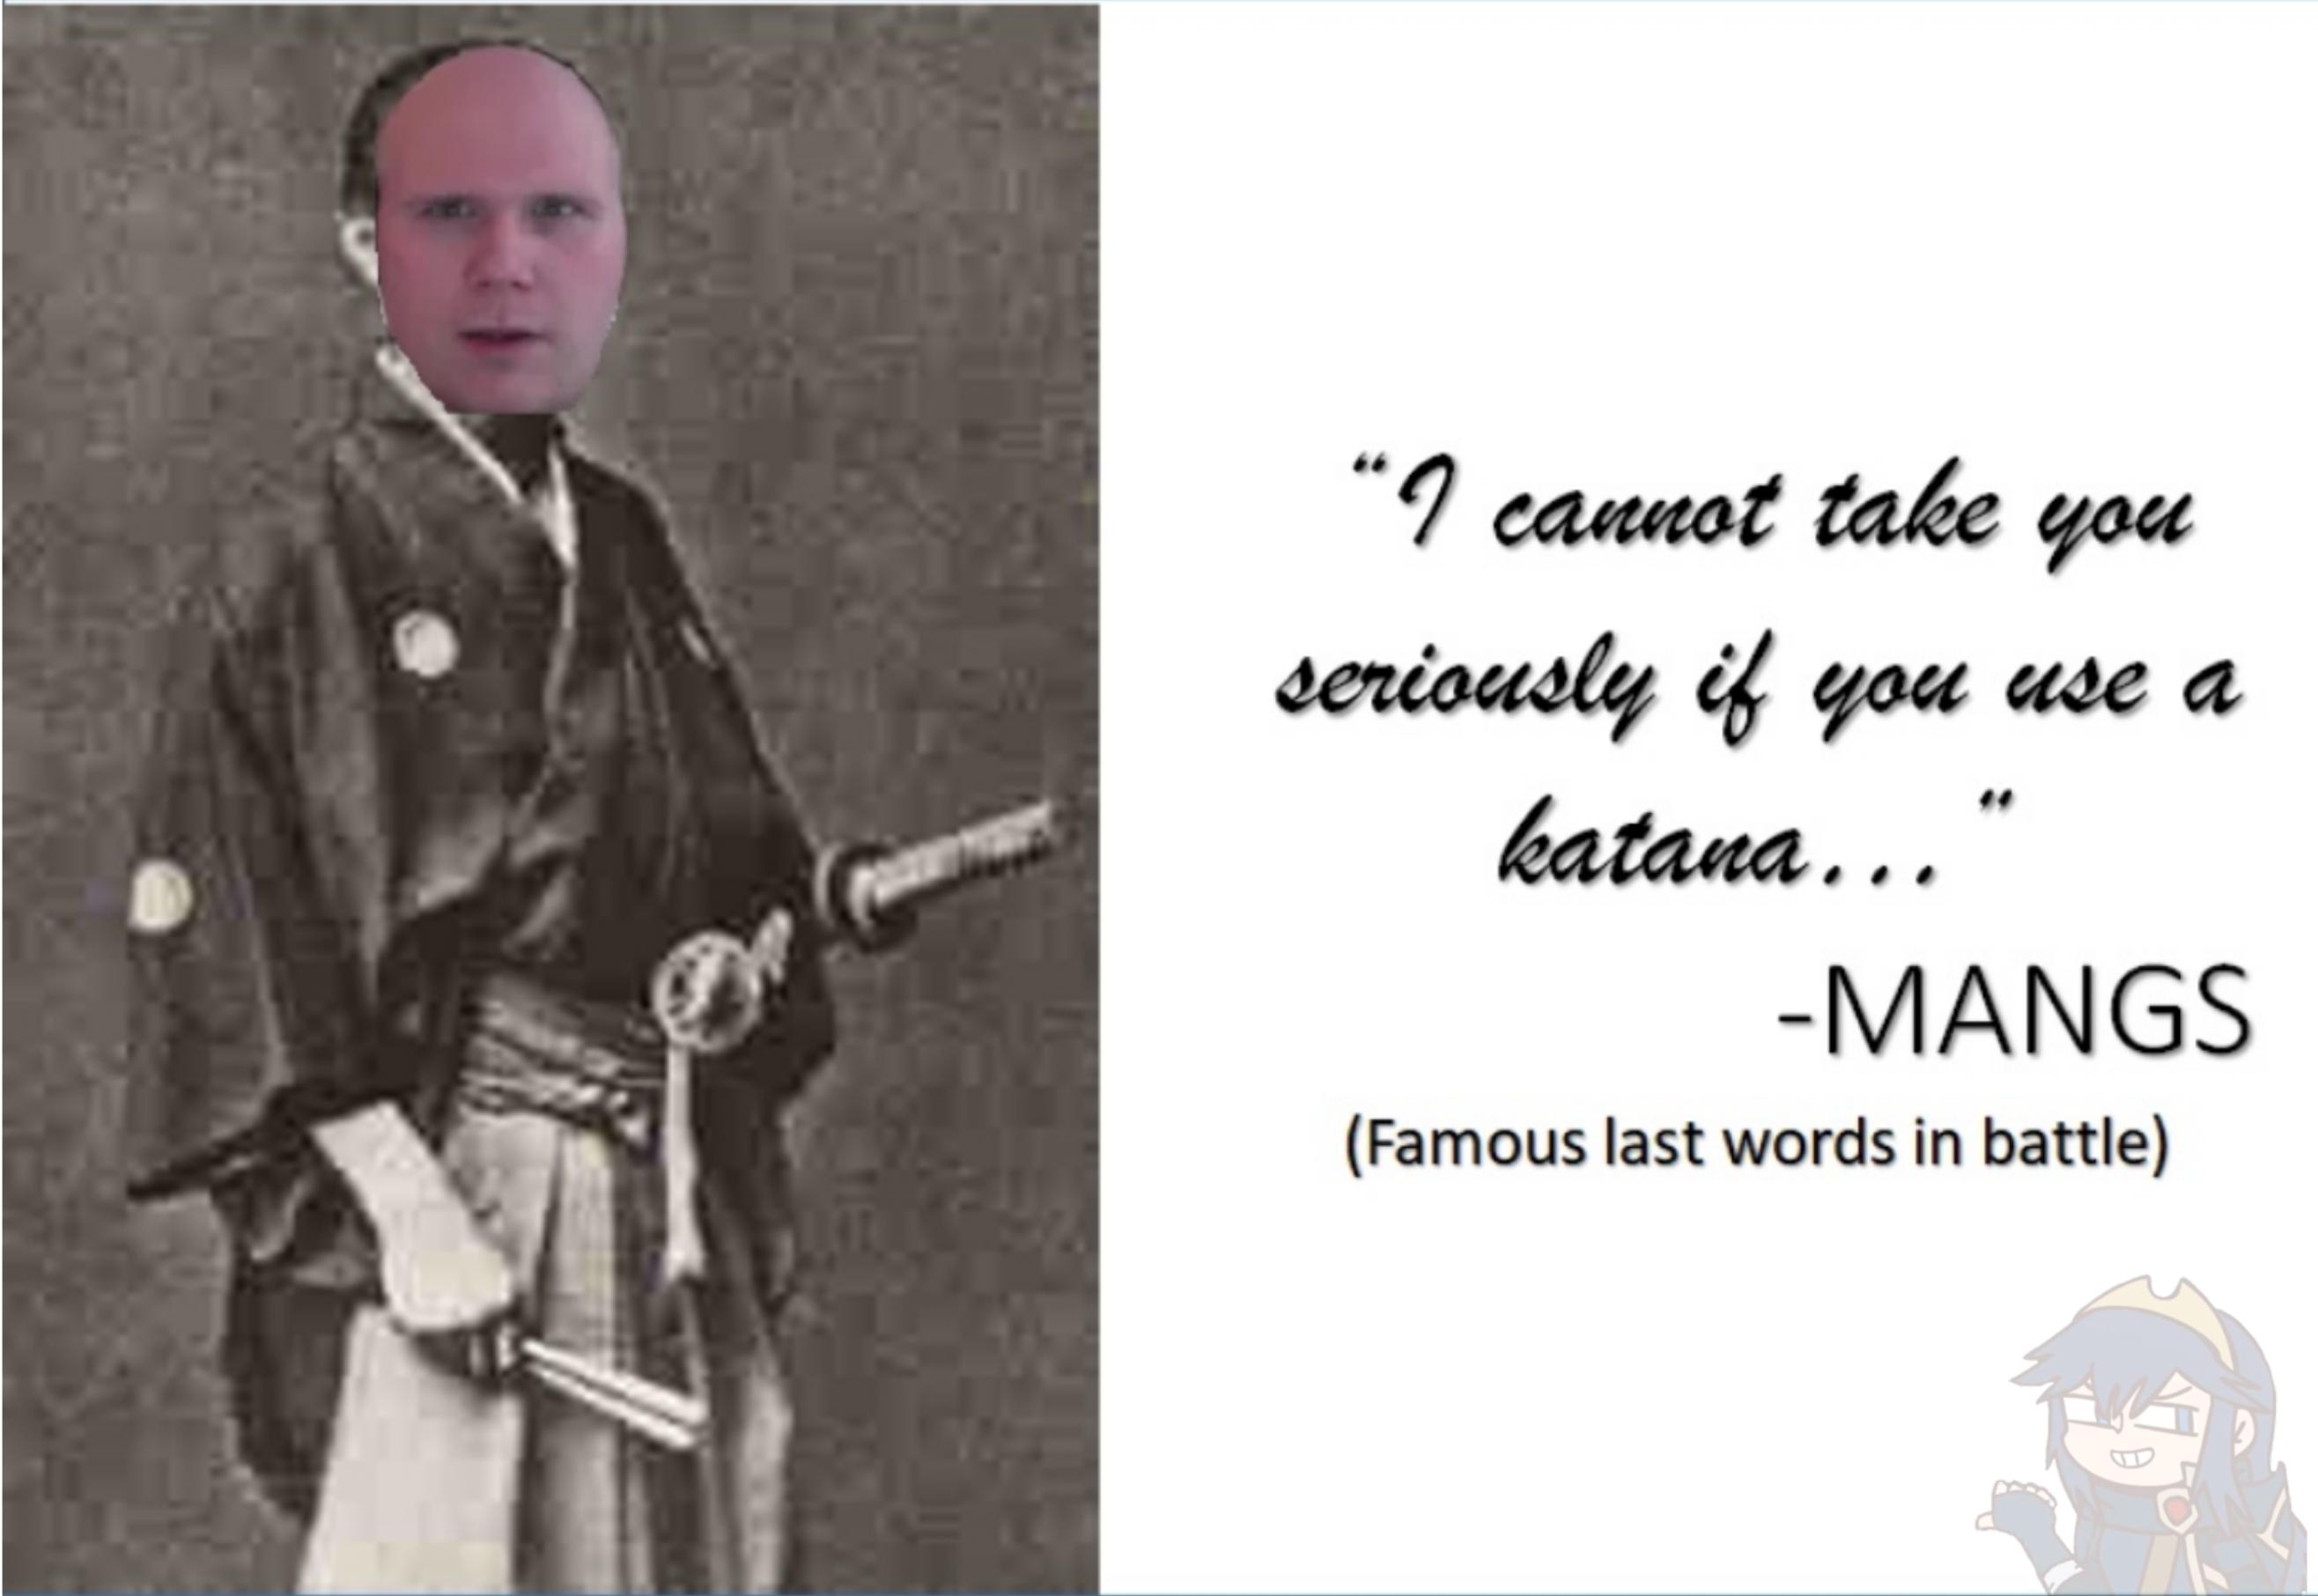 “I cannot take you
seriously if you use a
katana...”
-MANGS
(Famous last words in battle)